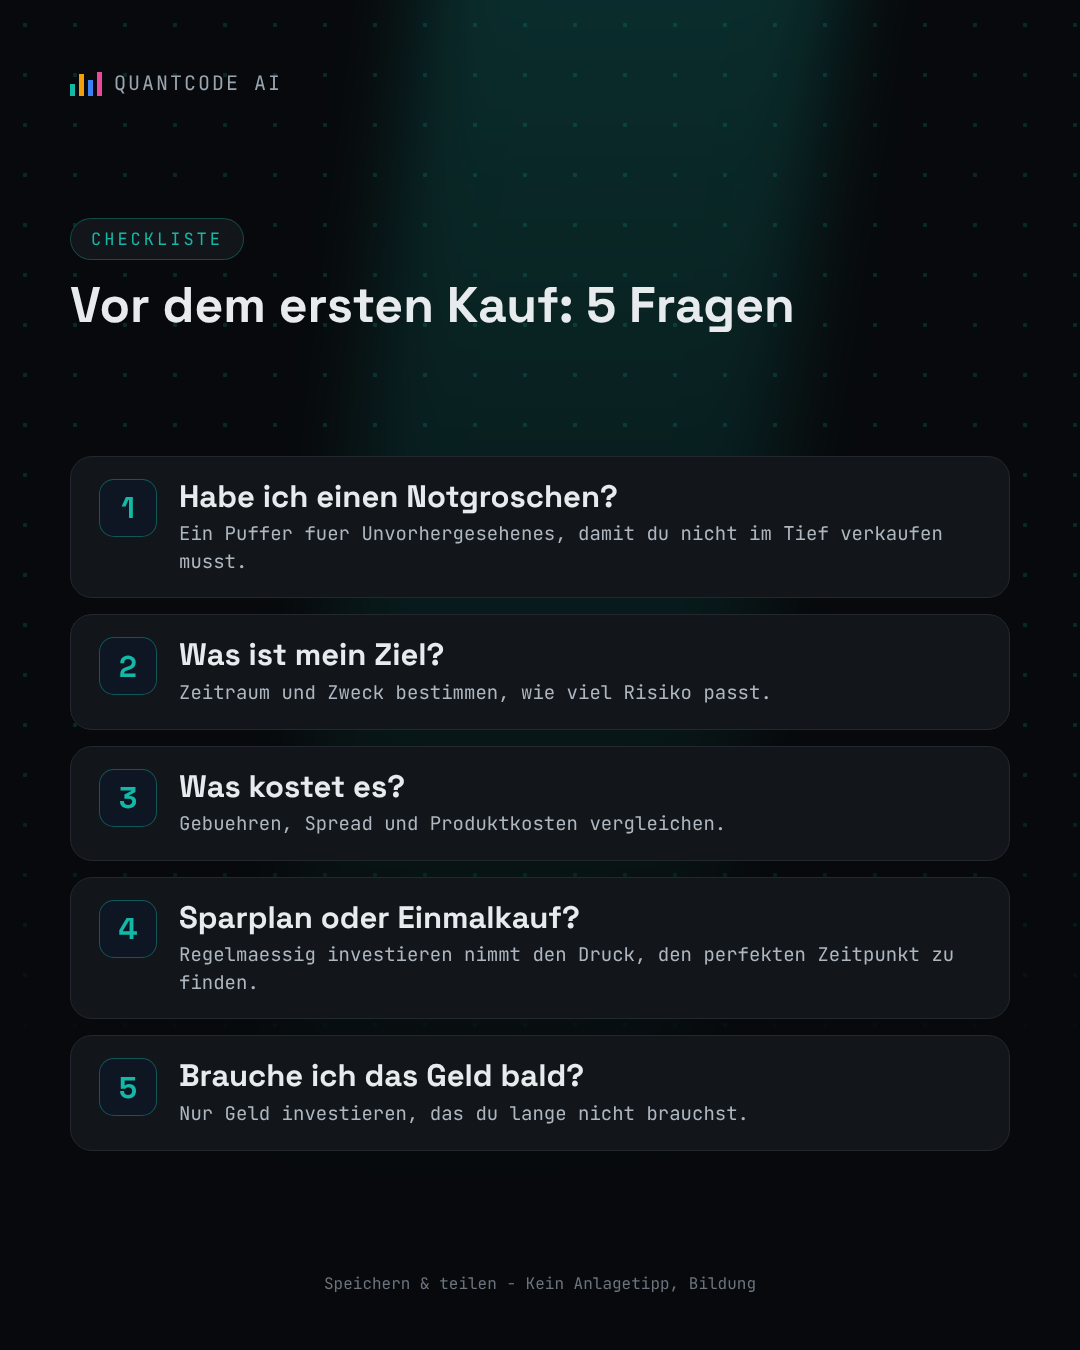 QUANTCODE AI
CHECKLISTE
Vor dem ersten Kauf: 5 Fragen
1
Habe ich einen Notgroschen?
Ein Puffer fuer Unvorhergesehenes, damit du nicht im Tief verkaufen
musst.
2
Was ist mein Ziel?
Zeitraum und Zweck bestimmen, wie viel Risiko passt.
3
Was kostet es?
Gebuehren, Spread und Produktkosten vergleichen.
4
Sparplan oder Einmalkauf?
Regelmaessig investieren nimmt den Druck, den perfekten Zeitpunkt zu
finden.
5
Brauche ich das Geld bald?
Nur Geld investieren, das du lange nicht brauchst.
Speichern & teilen - Kein Anlagetipp, Bildung